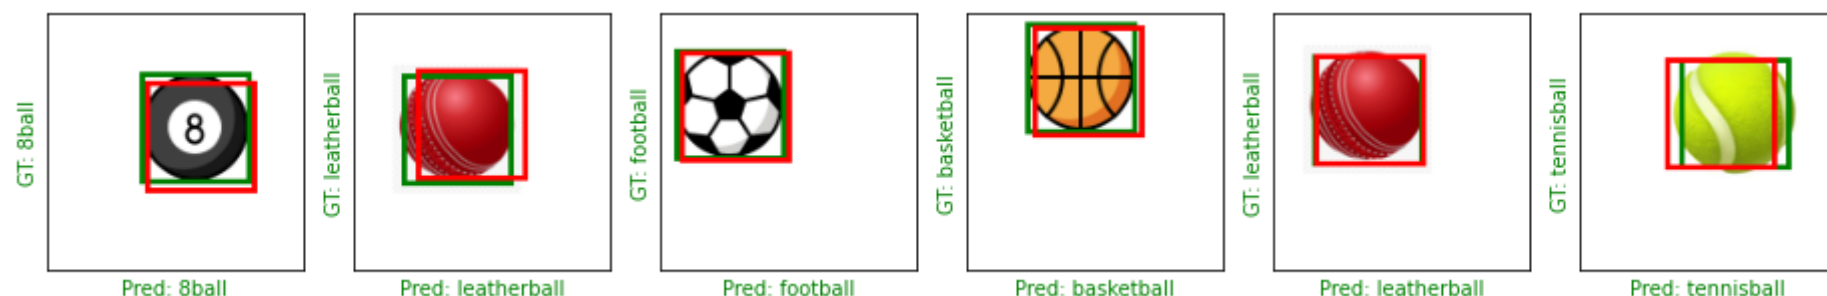 GT: 8ball
8
Pred: 8ball
GT: leatherball
Pred: leatherball
GT: football
Pred: football
GT: basketball
Pred: basketball
GT: leatherball
Pred: leatherball
GT: tennisball
Pred: tennisball